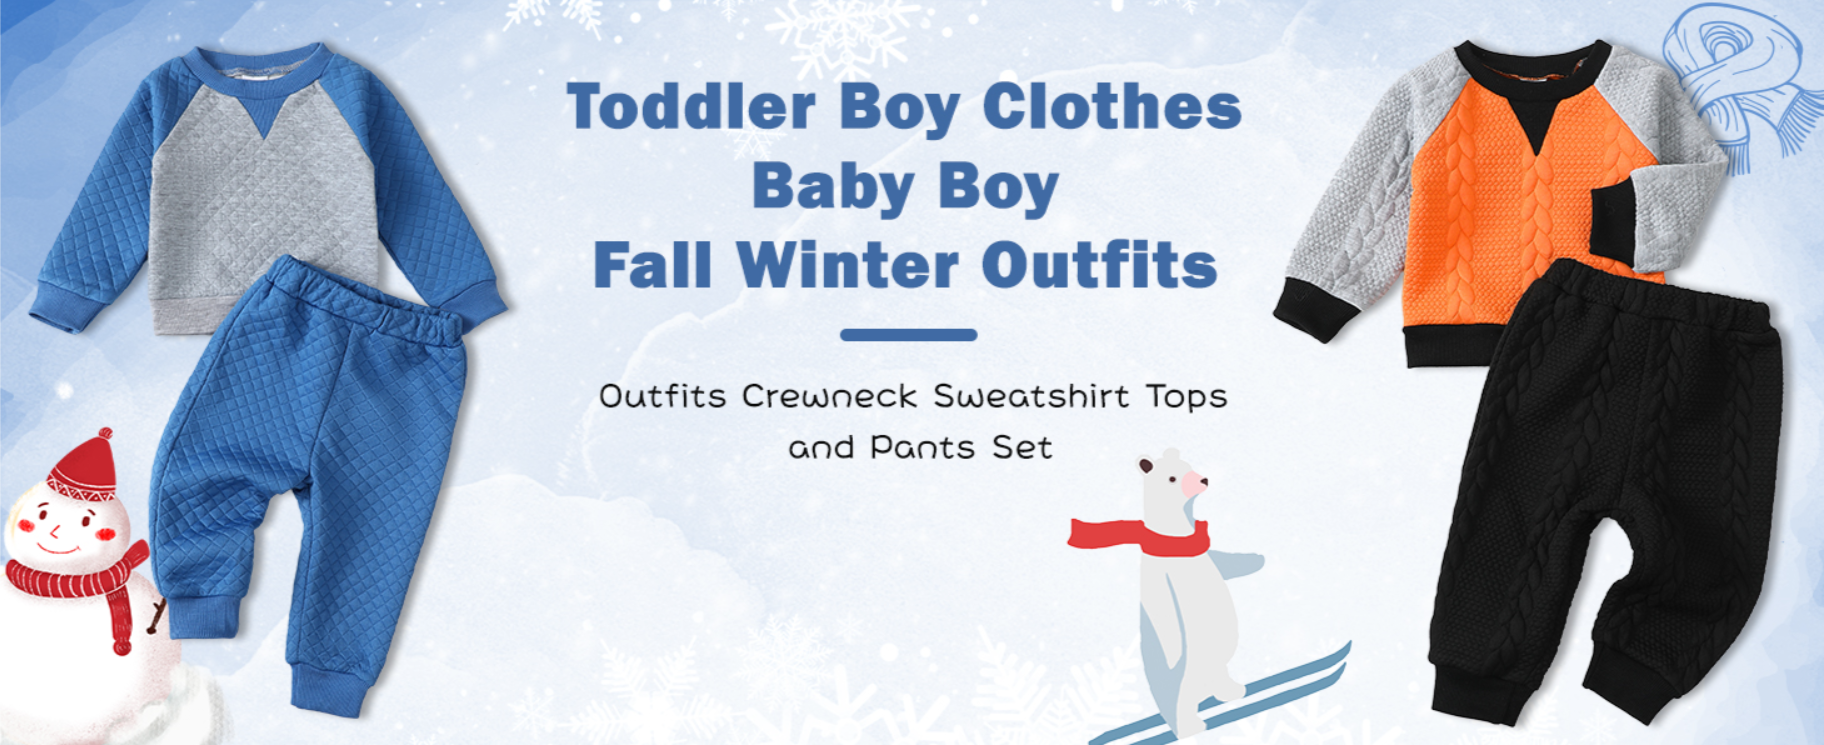 Toddler Boy Clothes
Baby Boy
Fall Winter Outfits
Outfits Crewneck Sweatshirt Tops
and Pants Set